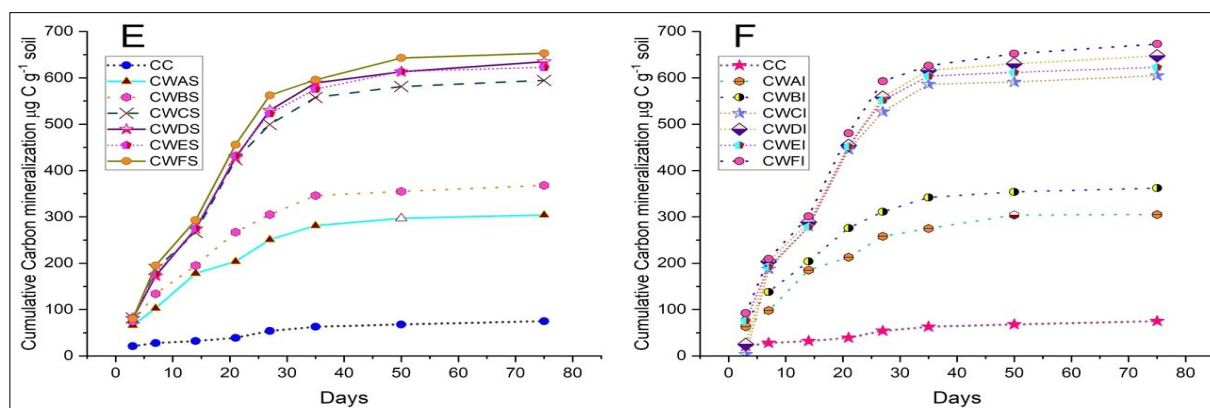 E
CC
CWAS
CWBS
CWCS
CWDS
CWES
CWFS
Cumulative Carbon mineralization µg C g⁻¹ soil
700
600
500
400
300
200
100
0
0 10 20 30 40 50 60 70 80
Days
F
CC
CWAI
CWBI
CWCI
CWDI
CWEI
CWFI
Cumulative Carbon mineralization µg C g⁻¹ soil
700
600
500
400
300
200
100
0
0 10 20 30 40 50 60 70 80
Days